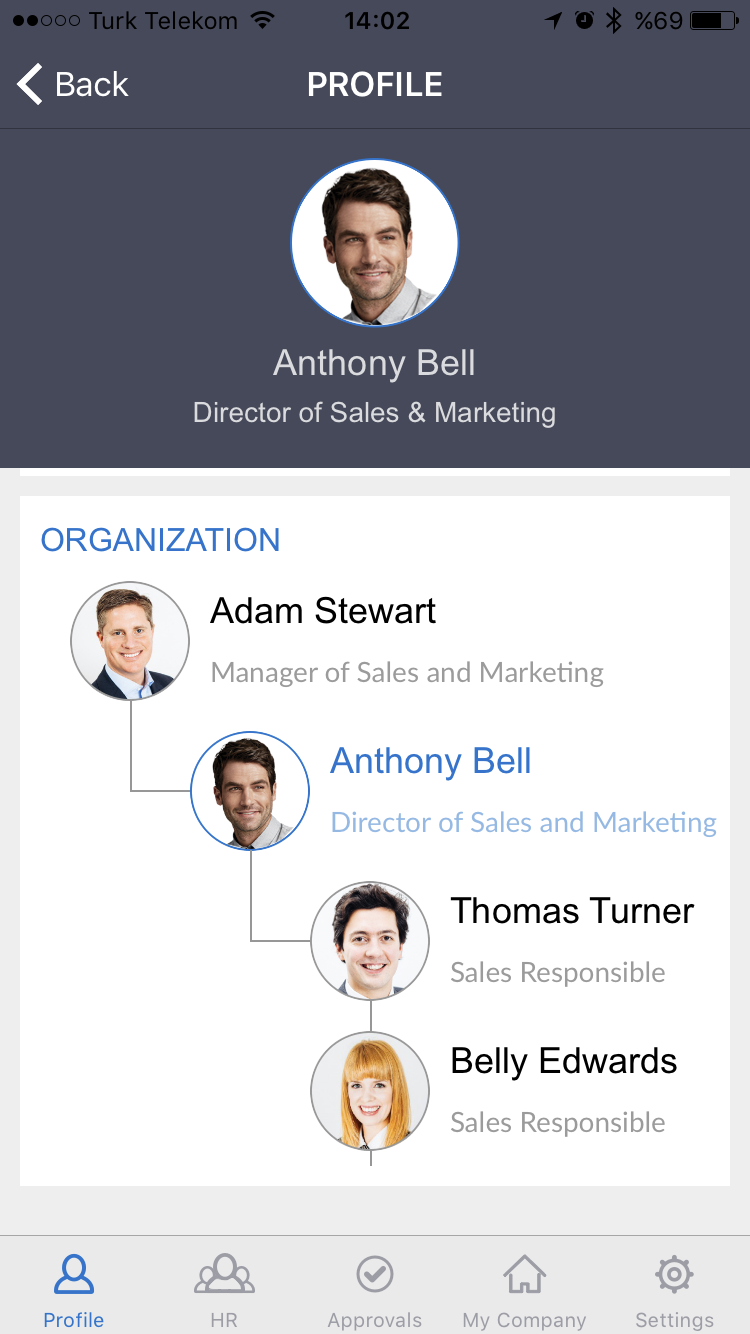 Turk Telekom 14:02 %69
Back PROFILE
Anthony Bell
Director of Sales & Marketing
ORGANIZATION
Adam Stewart
Manager of Sales and Marketing
Anthony Bell
Director of Sales and Marketing
Thomas Turner
Sales Responsible
Belly Edwards
Sales Responsible
Profile HR Approvals My Company Settings